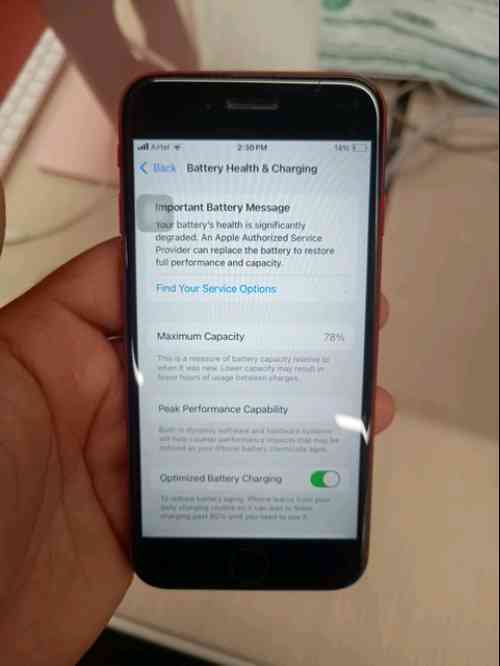 Airtel 2:30 PM 14%
Back Battery Health & Charging
Important Battery Message
Your battery's health is significantly
degraded. An Apple Authorized Service
Provider can replace the battery to restore
full performance and capacity.
Find Your Service Options
Maximum Capacity 78%
This is a measure of battery capacity relative to
when it was new. Lower capacity may result in
fewer hours of usage between charges.
Peak Performance Capability
Built-in dynamic software and hardware systems
will help counter performance impacts that may be
noticed as your iPhone battery chemically ages.
Optimized Battery Charging
To reduce battery aging, iPhone learns from your
daily charging routine so it can wait to finish
charging past 80% until you need to use it.